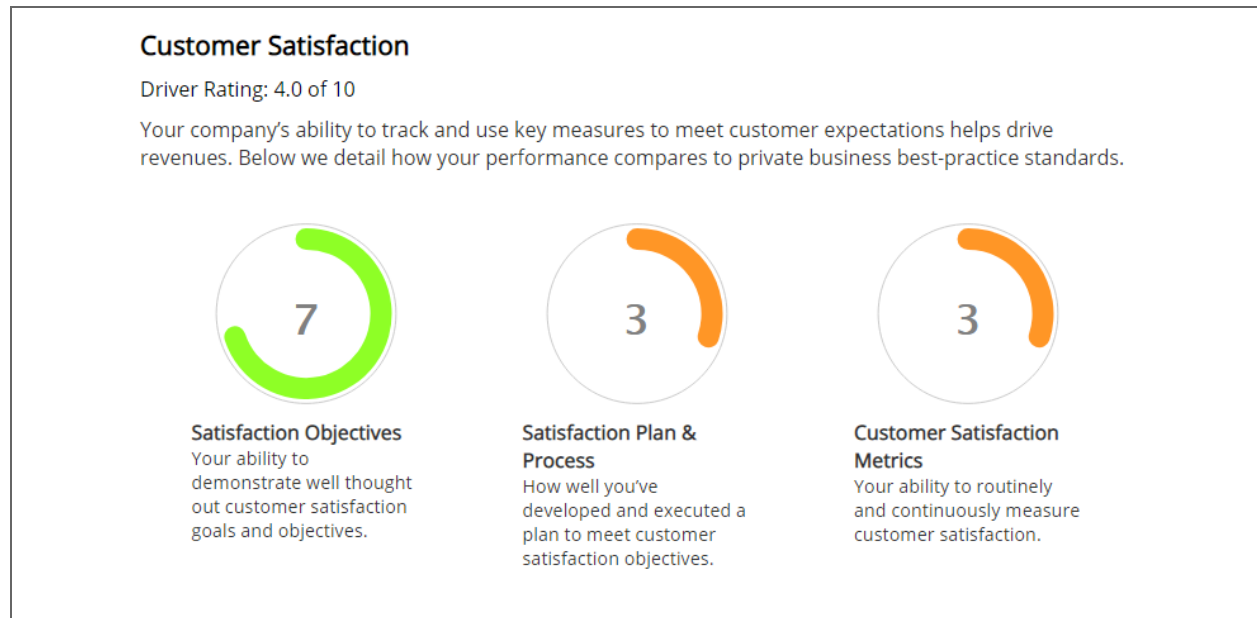 Customer Satisfaction
Driver Rating: 4.0 of 10
Your company’s ability to track and use key measures to meet customer expectations helps drive
revenues. Below we detail how your performance compares to private business best-practice standards.
7
3
3
Satisfaction Objectives
Your ability to
demonstrate well thought
out customer satisfaction
goals and objectives.
Satisfaction Plan &
Process
How well you’ve
developed and executed a
plan to meet customer
satisfaction objectives.
Customer Satisfaction
Metrics
Your ability to routinely
and continuously measure
customer satisfaction.